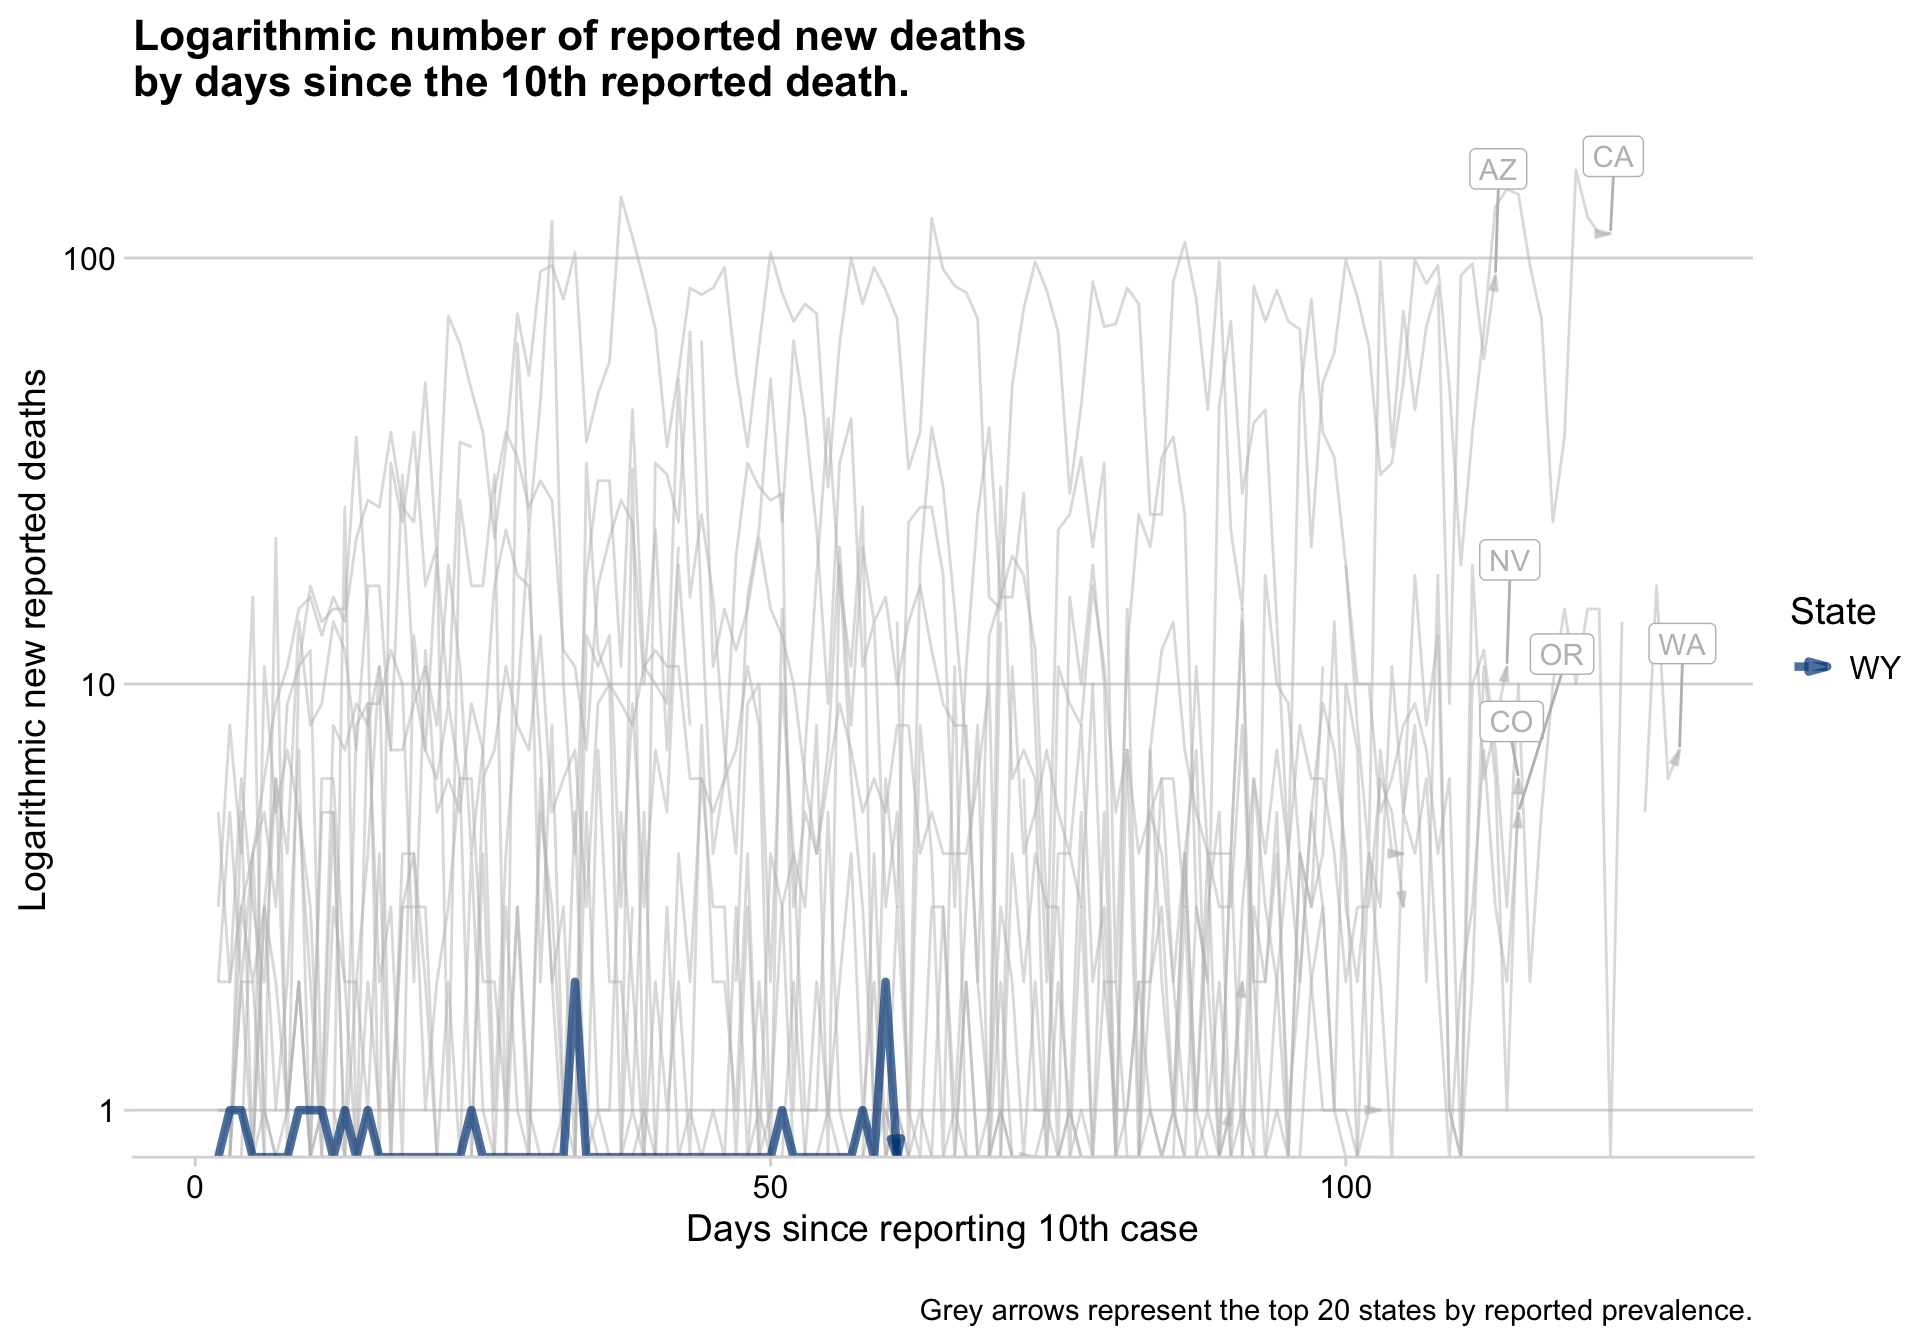 Logarithmic number of reported new deaths
by days since the 10th reported death.
AZ
CA
100
NV
OR
WA
10
CO
1
Logarithmic new reported deaths
State
WY
0
50
100
Days since reporting 10th case
Grey arrows represent the top 20 states by reported prevalence.